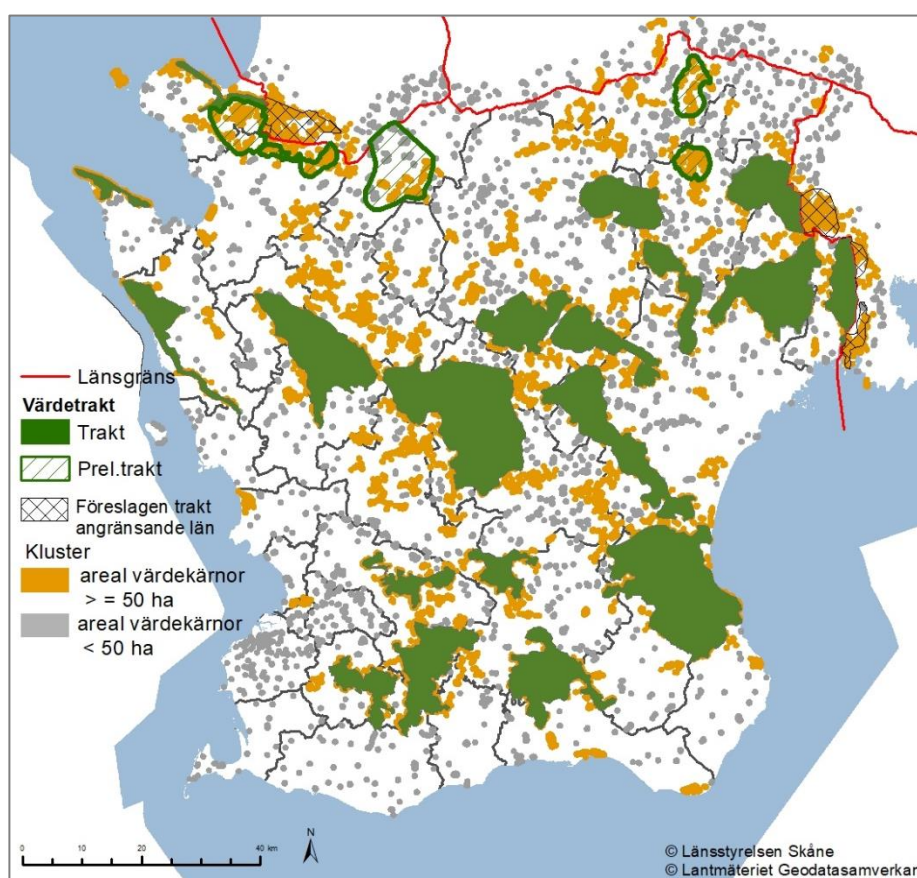 Länsgräns
Värdetrakt
Trakt
Prel.trakt
Föreslagen trakt
angränsande län
Kluster
areal värdekärnor
> = 50 ha
areal värdekärnor
< 50 ha
0 10 20 40 km
N
© Länsstyrelsen Skåne
© Lantmäteriet Geodatasamverkan